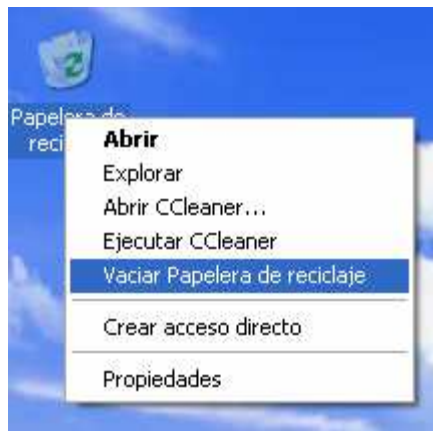 Papelera de
reci
Abrir
Explorar
Abrir CCleaner...
Ejecutar CCleaner
Vaciar Papelera de reciclaje
Crear acceso directo
Propiedades